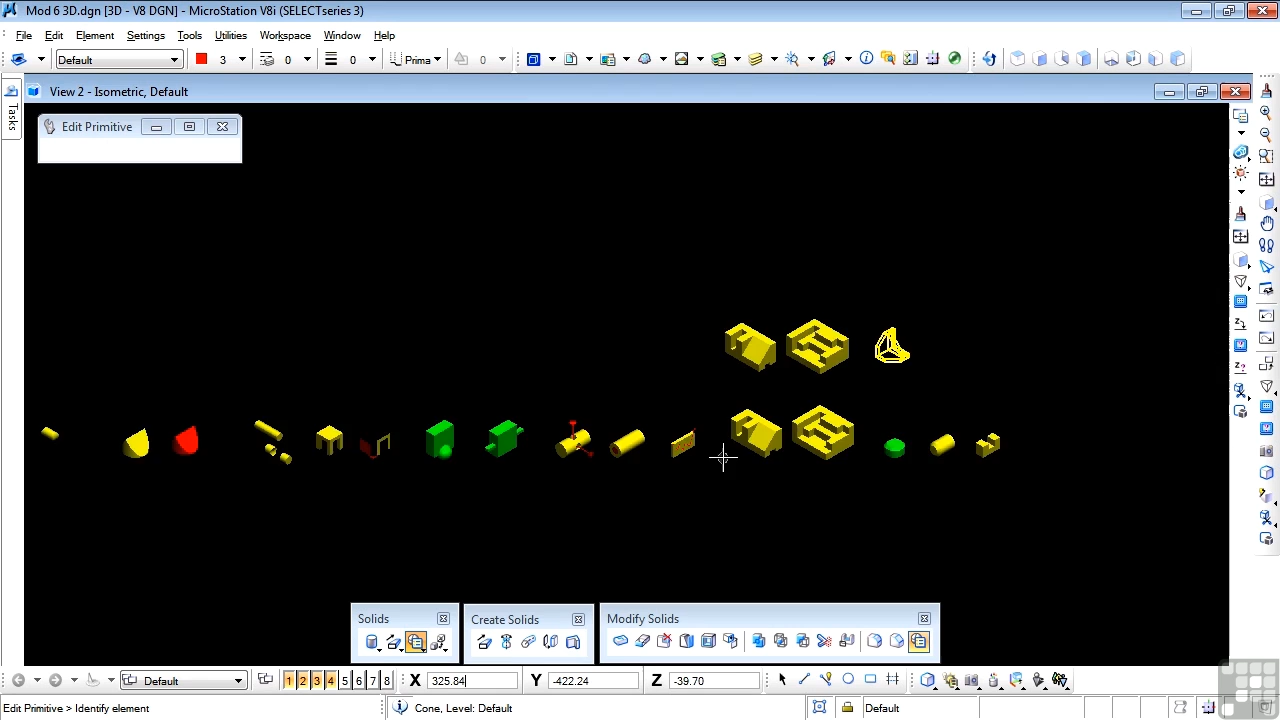 Mod 6 3D.dgn [3D - V8 DGN] - MicroStation V8i (SELECTseries 3)
File Edit Element Settings Tools Utilities Workspace Window Help
Default 3 0 0 Prima 0
View 2 - Isometric, Default
Tasks
Edit Primitive
Solids Create Solids Modify Solids
Default 1 2 3 4 5 6 7 8 X 325.84 Y -422.24 Z -39.70
Edit Primitive > Identify element Cone, Level: Default Default